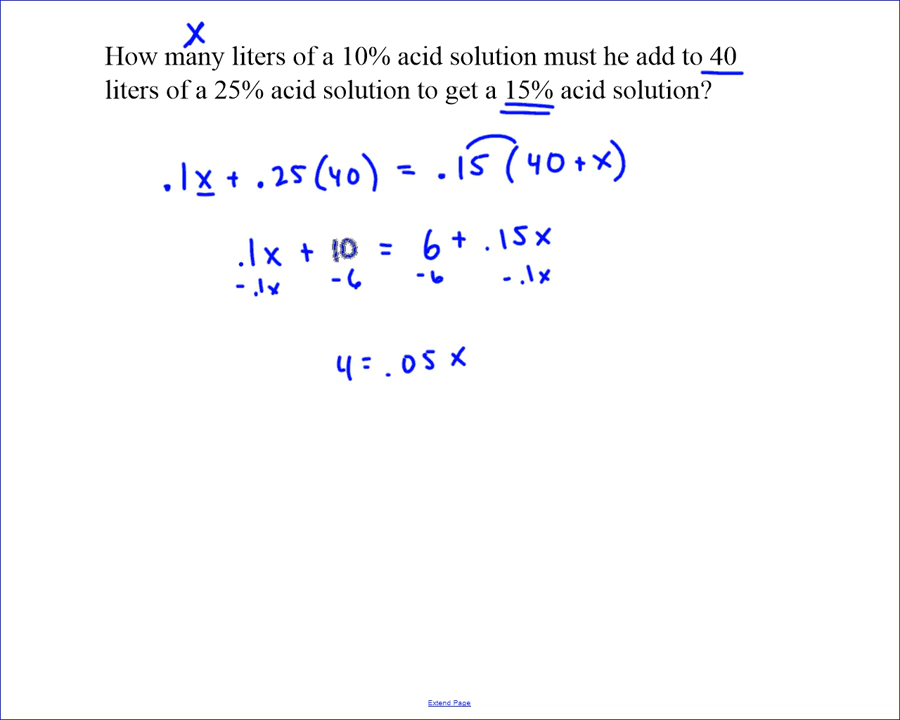 x
How many liters of a 10% acid solution must he add to 40
liters of a 25% acid solution to get a 15% acid solution?
.1x + .25(40) = .15(40+x)
.1x + 10 = 6 + .15x
-.1x -6 -6 -.1x
4 = .05x
Extend Page